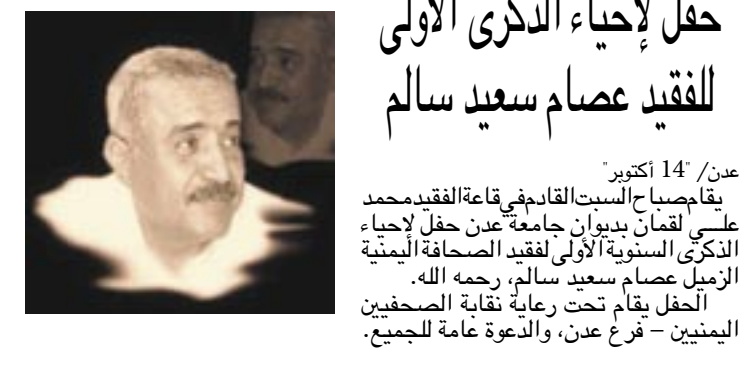 حفل لإحياء الذكرى الأولى
للفقيد عصام سعيد سالم
عدن/ "14 أكتوبر"
يقام صباح السبت القادم في قاعة الفقيد محمد
علـــي لقمان بديوان جامعة عدن حفل لإحياء
الذكرى السنوية الأولى لفقيد الصحافة اليمنية
الزميل عصام سعيد سالم، رحمه الله.
الحفل يقام تحت رعاية نقابة الصحفيين
اليمنيين – فرع عدن، والدعوة عامة للجميع.